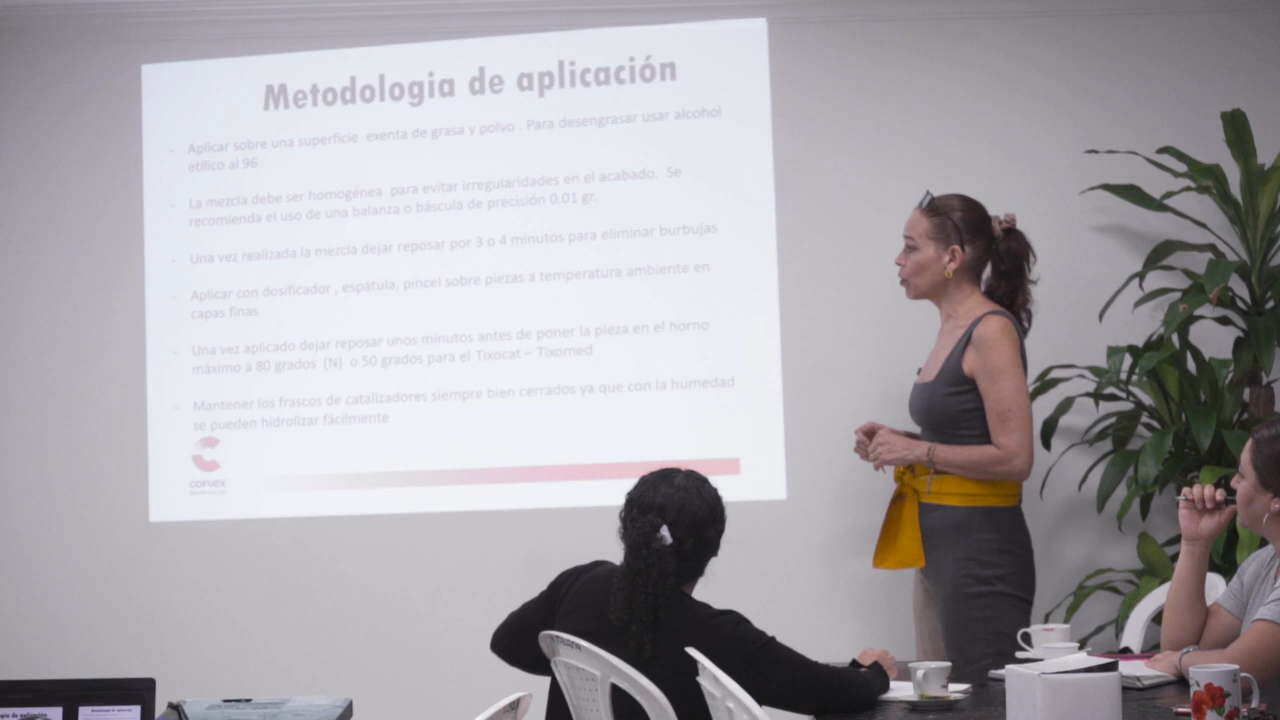 Metodologia de aplicación
- Aplicar sobre una superficie exenta de grasa y polvo . Para desengrasar usar alcohol
etílico al 96
- La mezcla debe ser homogénea para evitar irregularidades en el acabado. Se
recomienda el uso de una balanza o báscula de precisión 0.01 gr.
- Una vez realizada la mezcla dejar reposar por 3 o 4 minutos para eliminar burbujas
- Aplicar con dosificador , espátula, pincel sobre piezas a temperatura ambiente en
capas finas
- Una vez aplicado dejar reposar unos minutos antes de poner la pieza en el horno
máximo a 80 grados (N) o 50 grados para el Tixocat – Tixomed
- Mantener los frascos de catalizadores siempre bien cerrados ya que con la humedad
se pueden hidrolizar fácilmente
coniex